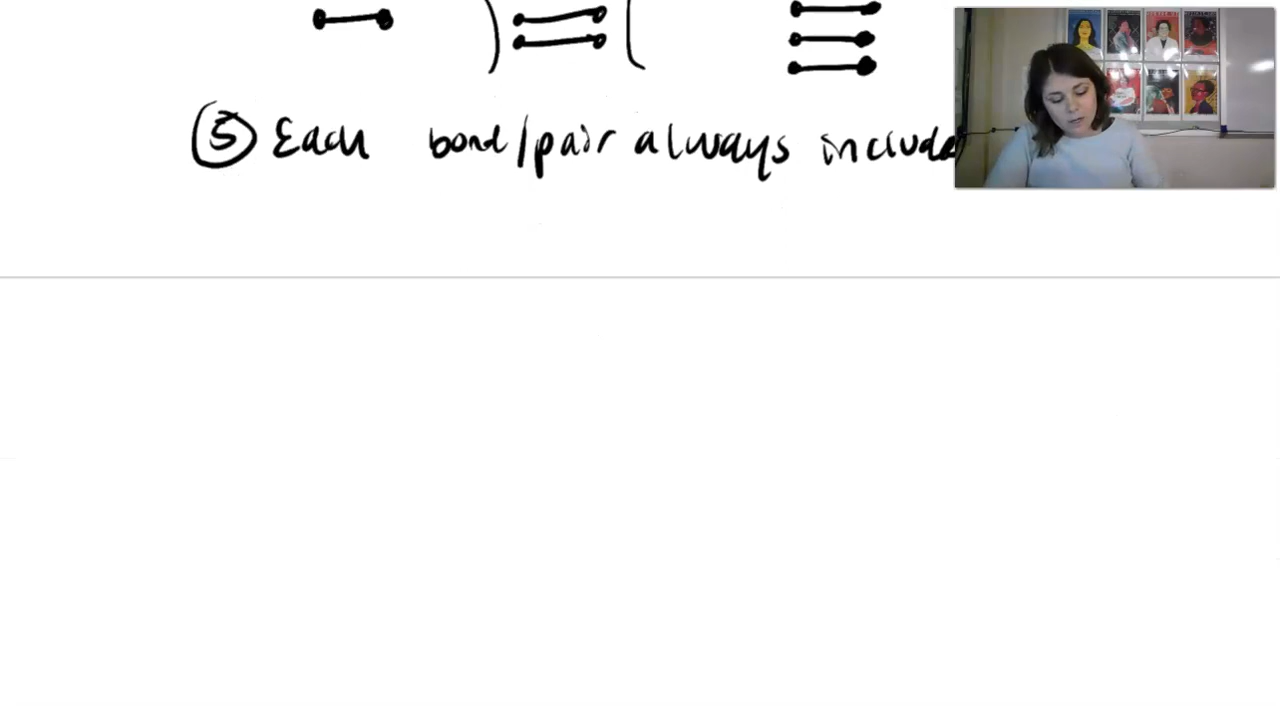 ⑤ Each bond/pair always include